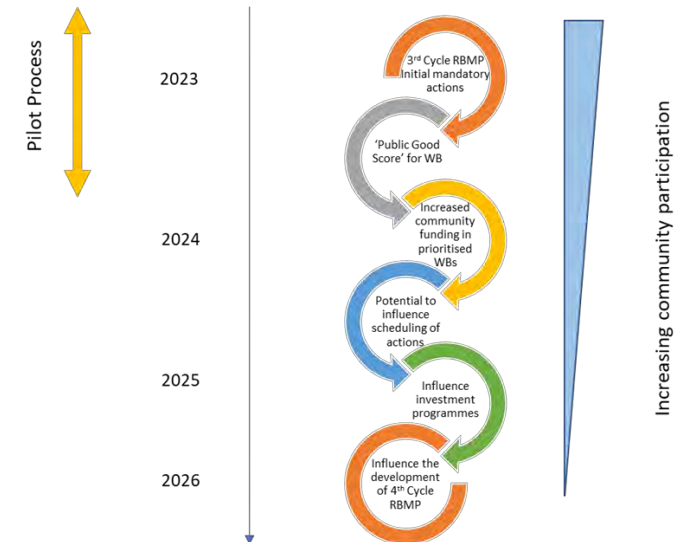 Pilot Process
2023
3rd Cycle RBMP
Initial mandatory
actions
'Public Good
Score' for WB
2024
Increased
community
funding in
prioritised
WBs
Potential to
influence
scheduling of
actions
2025
Influence
investment
programmes
2026
Influence the
development
of 4th Cycle
RBMP
Increasing community participation